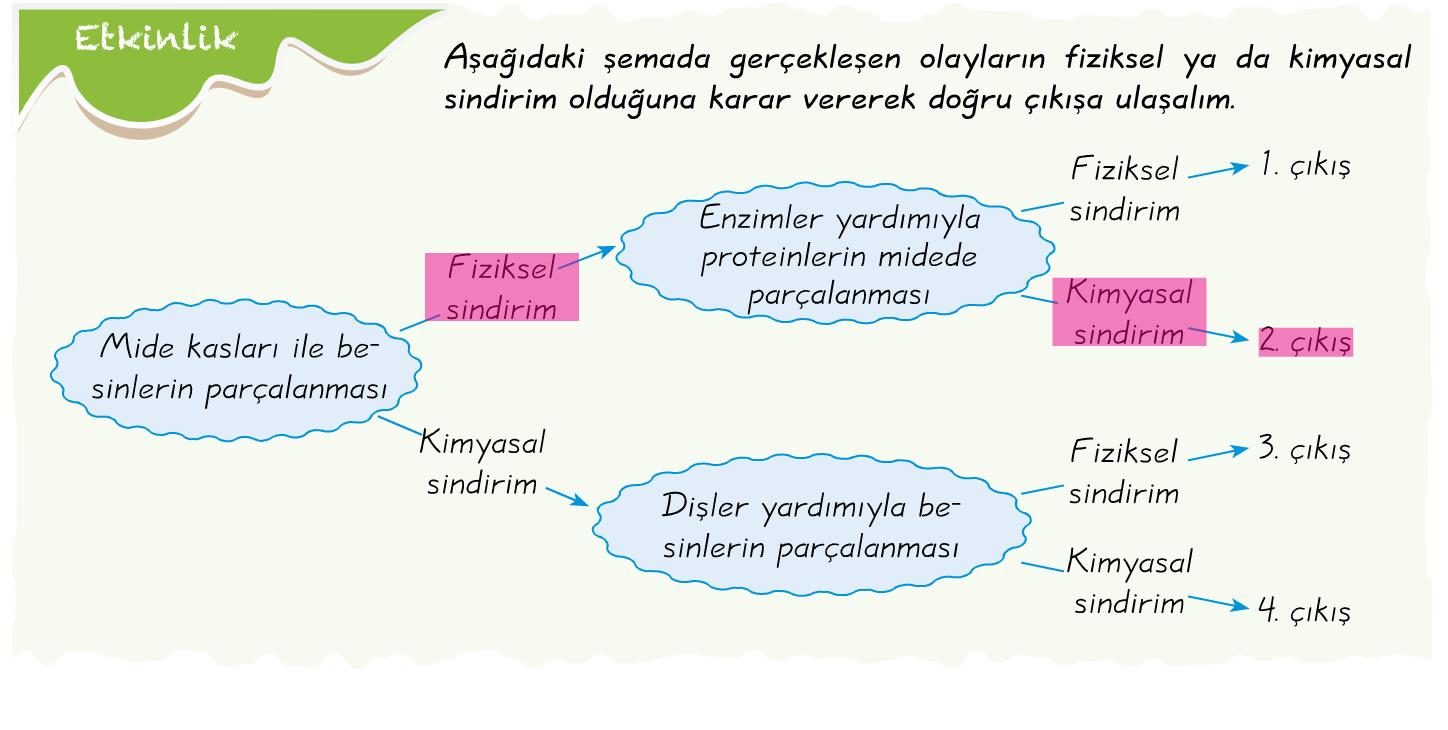 Etkinlik
Aşağıdaki şemada gerçekleşen olayların fiziksel ya da kimyasal
sindirim olduğuna karar vererek doğru çıkışa ulaşalım.
Mide kasları ile be-
sinlerin parçalanması
Fiziksel
sindirim
Enzimler yardımıyla
proteinlerin midede
parçalanması
Fiziksel
sindirim
1. çıkış
Kimyasal
sindirim
2. çıkış
Kimyasal
sindirim
Dişler yardımıyla be-
sinlerin parçalanması
Fiziksel
sindirim
3. çıkış
Kimyasal
sindirim
4. çıkış